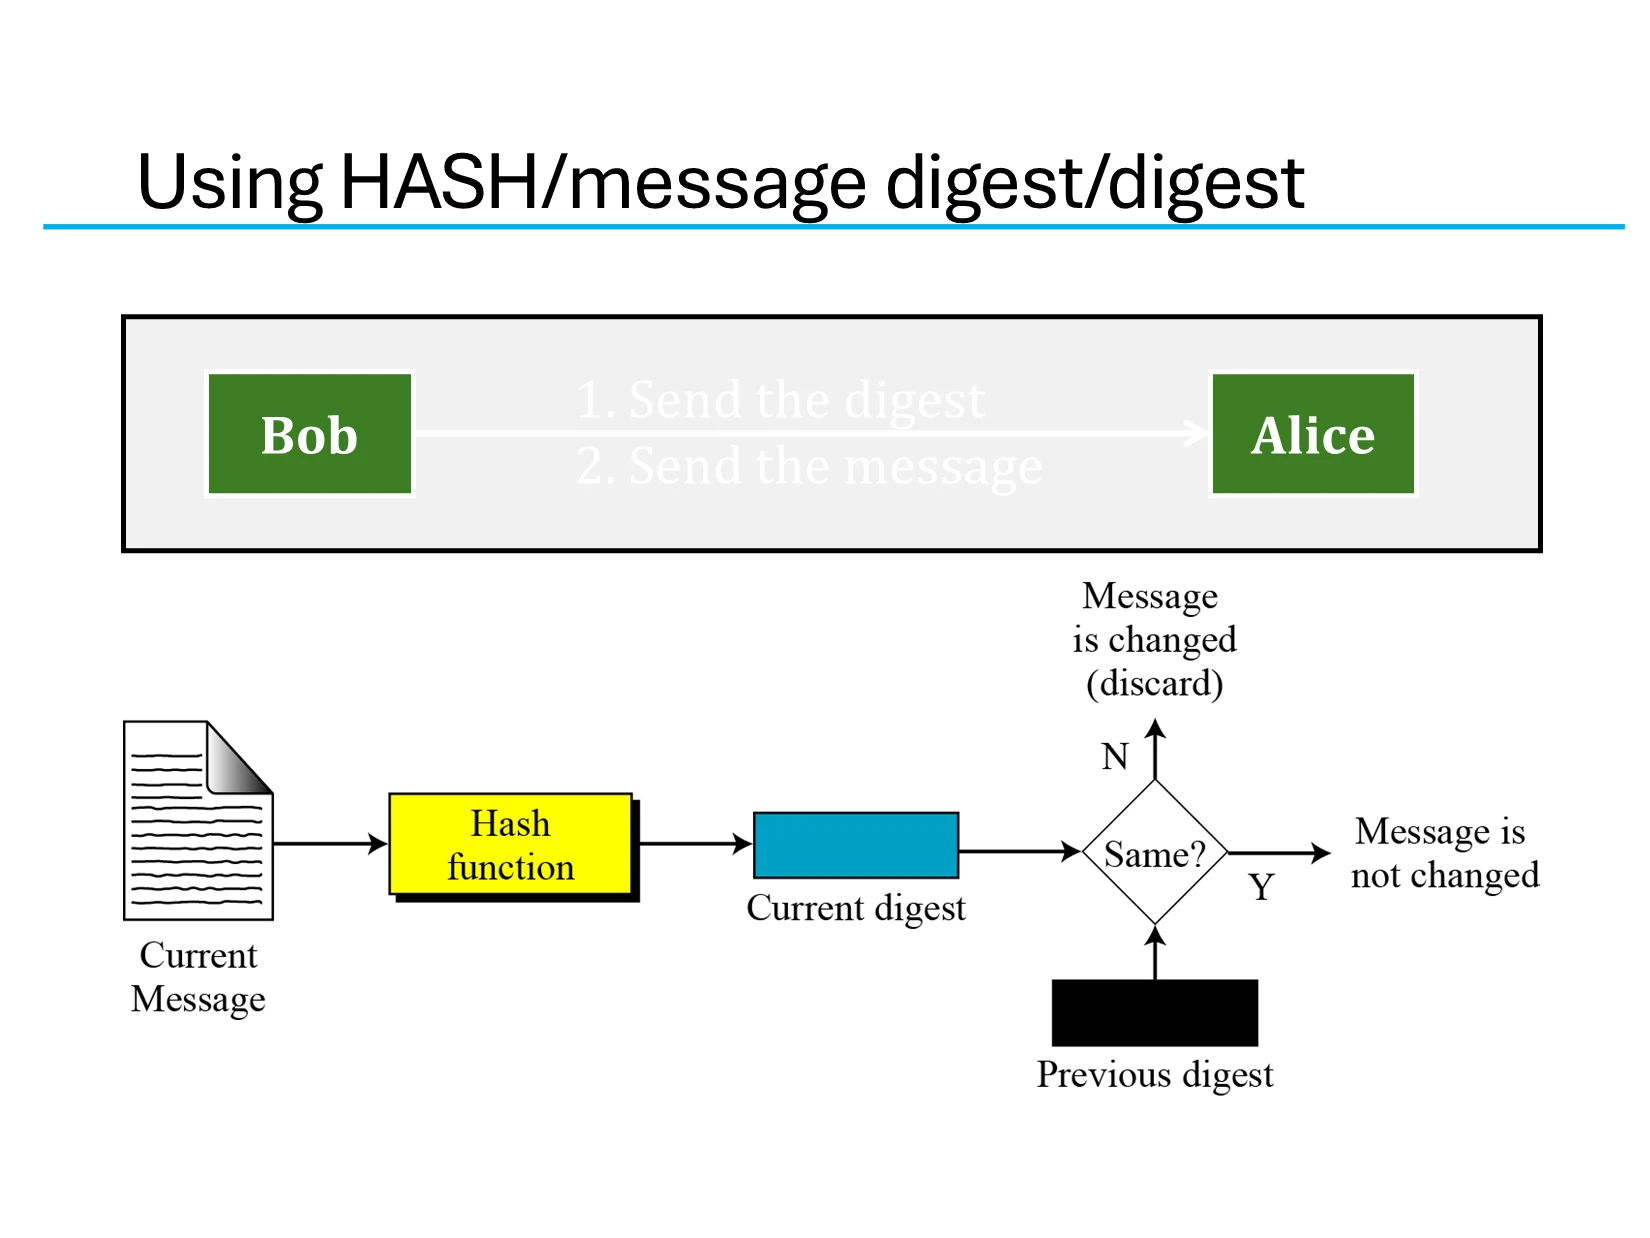 Using HASH/message digest/digest
Bob
1. Send the digest
2. Send the message
Alice
Message
is changed
(discard)
N
Hash
function
Same?
Message is
not changed
Y
Current digest
Current
Message
Previous digest